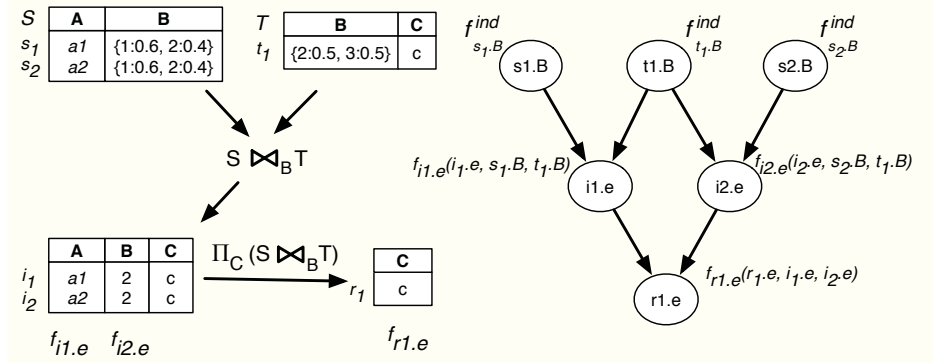 S A B
s1 a1 {1:0.6, 2:0.4}
s2 a2 {1:0.6, 2:0.4}
T B C
t1 {2:0.5, 3:0.5} c
S ⋈B T
A B C
i1 a1 2 c
i2 a2 2 c
fi1.e fi2.e
ΠC (S ⋈B T)
C
r1 c
fr1.e
f ind s1.B
f ind t1.B
f ind s2.B
s1.B t1.B s2.B
fi1.e(i1.e, s1.B, t1.B)
fi2.e(i2.e, s2.B, t1.B)
i1.e i2.e
fr1.e(r1.e, i1.e, i2.e)
r1.e